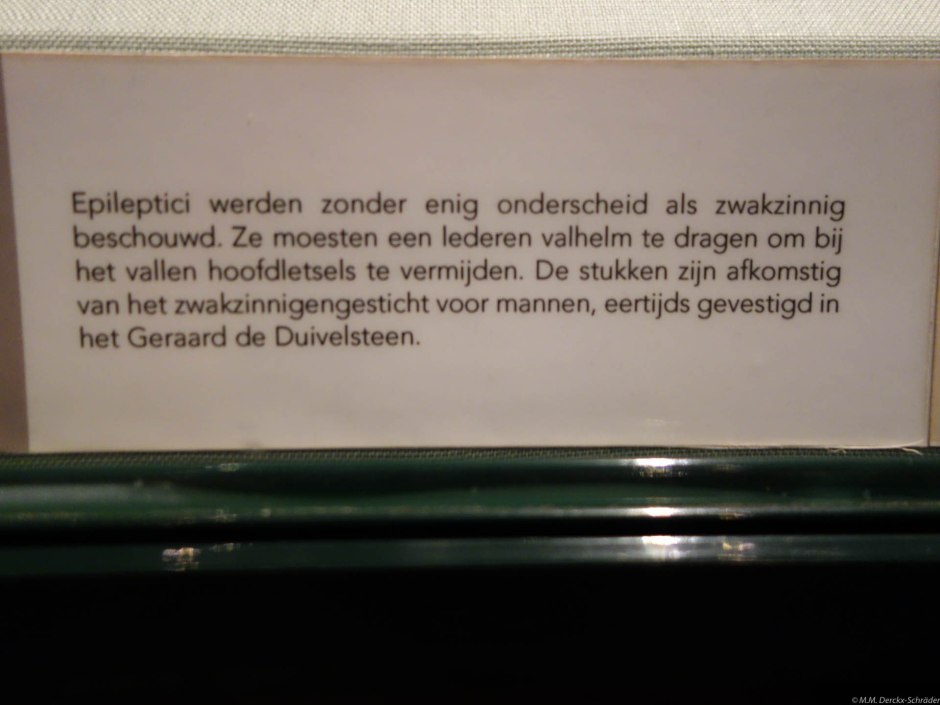 Epileptici werden zonder enig onderscheid als zwakzinnig
beschouwd. Ze moesten een lederen valhelm te dragen om bij
het vallen hoofdletsels te vermijden. De stukken zijn afkomstig
van het zwakzinnigengesticht voor mannen, eertijds gevestigd in
het Geraard de Duivelsteen.
© M.M. Derckx-Schräder